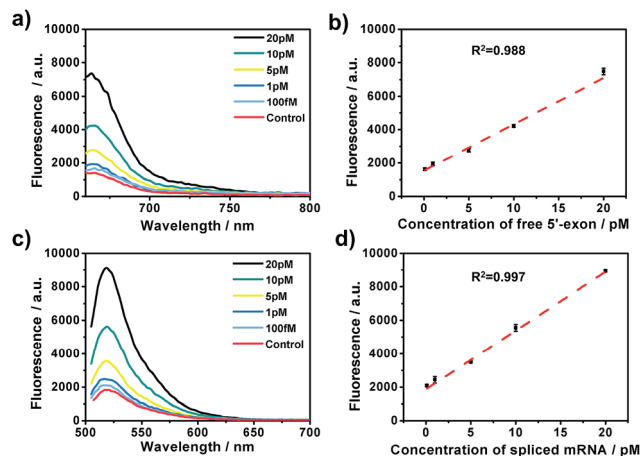 a)
10000
8000
6000
4000
2000
0
Fluorescence / a.u.
20pM
10pM
5pM
1pM
100fM
Control
700
750
800
Wavelength / nm
b)
10000
8000
6000
4000
2000
0
Fluorescence / a.u.
R²=0.988
0
5
10
15
20
Concentration of free 5'-exon / pM
c)
10000
8000
6000
4000
2000
0
Fluorescence / a.u.
20pM
10pM
5pM
1pM
100fM
Control
500
550
600
650
700
Wavelength / nm
d)
10000
8000
6000
4000
2000
0
Fluorescence / a.u.
R²=0.997
0
5
10
15
20
Concentration of spliced mRNA / pM